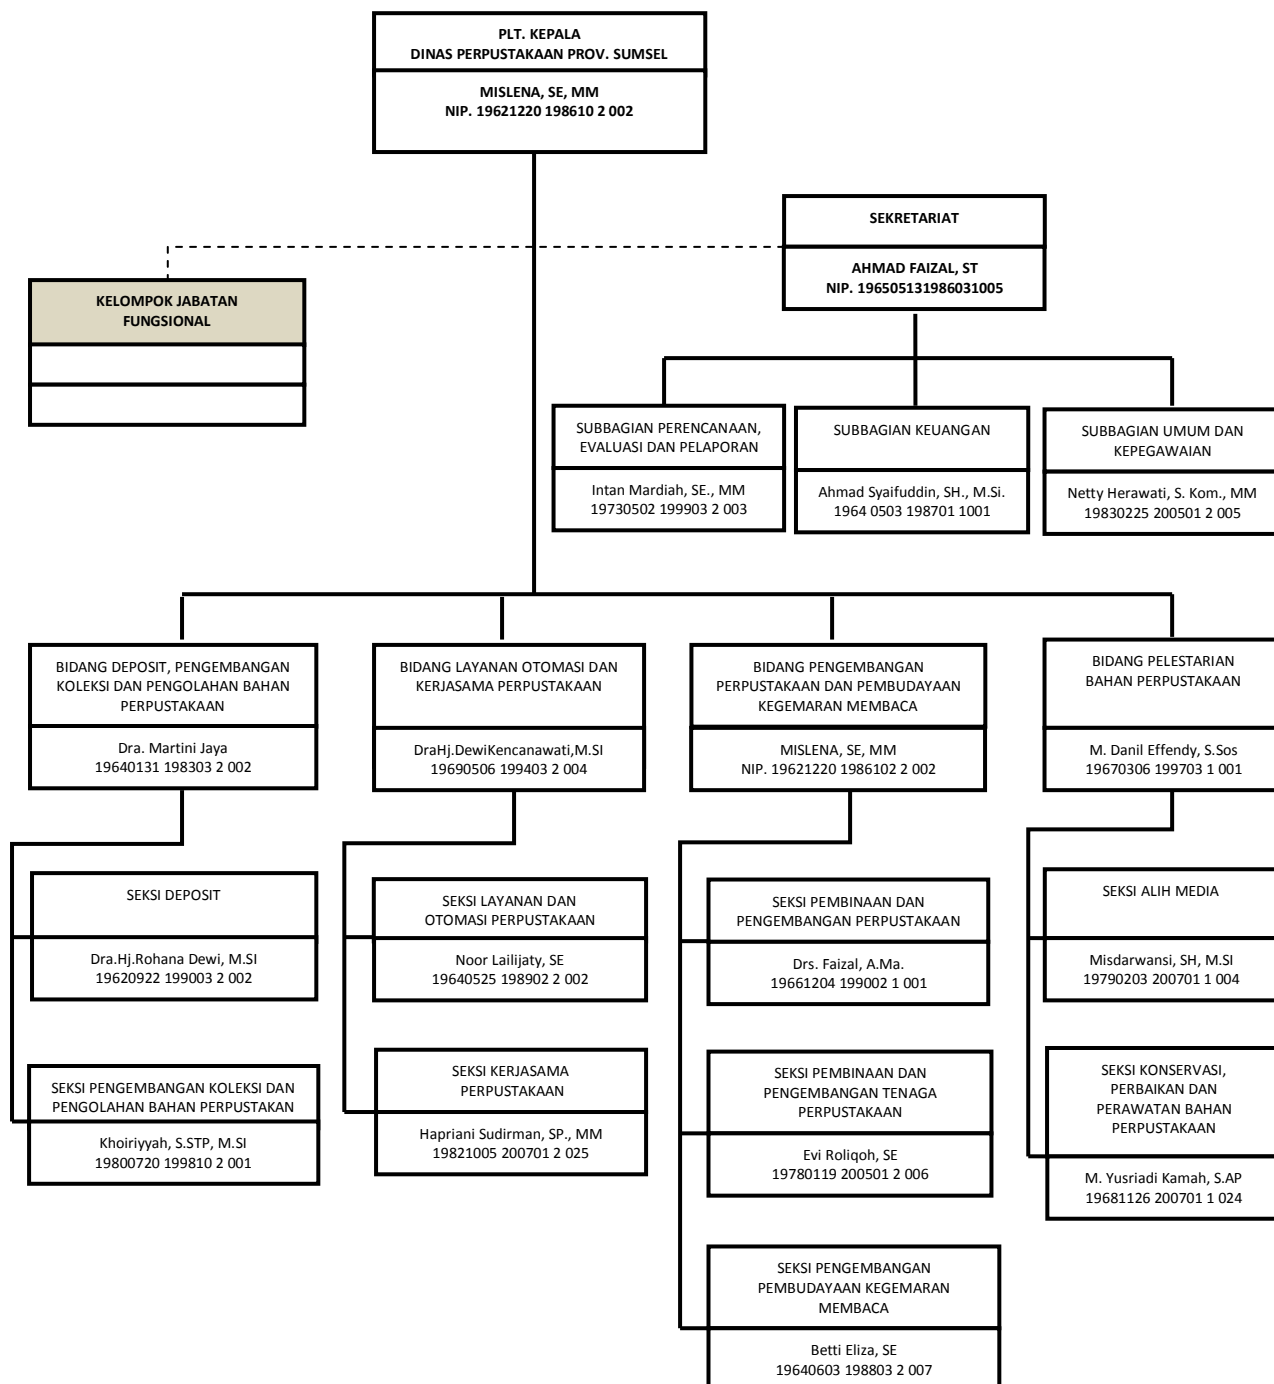 PLT. KEPALA
DINAS PERPUSTAKAAN PROV. SUMSEL
MISLENA, SE, MM
NIP. 19621220 198610 2 002
SEKRETARIAT
AHMAD FAIZAL, ST
NIP. 196505131986031005
KELOMPOK JABATAN
FUNGSIONAL
SUBBAGIAN PERENCANAAN,
EVALUASI DAN PELAPORAN
Intan Mardiah, SE., MM
19730502 199903 2 003
SUBBAGIAN KEUANGAN
Ahmad Syaifuddin, SH., M.Si.
1964 0503 198701 1001
SUBBAGIAN UMUM DAN
KEPEGAWAIAN
Netty Herawati, S. Kom., MM
19830225 200501 2 005
BIDANG DEPOSIT, PENGEMBANGAN
KOLEKSI DAN PENGOLAHAN BAHAN
PERPUSTAKAAN
Dra. Martini Jaya
19640131 198303 2 002
BIDANG LAYANAN OTOMASI DAN
KERJASAMA PERPUSTAKAAN
DraHj.DewiKencanawati,M.SI
19690506 199403 2 004
BIDANG PENGEMBANGAN
PERPUSTAKAAN DAN PEMBUDAYAAN
KEGEMARAN MEMBACA
MISLENA, SE, MM
NIP. 19621220 1986102 2 002
BIDANG PELESTARIAN
BAHAN PERPUSTAKAAN
M. Danil Effendy, S.Sos
19670306 199703 1 001
SEKSI DEPOSIT
Dra.Hj.Rohana Dewi, M.SI
19620922 199003 2 002
SEKSI LAYANAN DAN
OTOMASI PERPUSTAKAAN
Noor Lailijaty, SE
19640525 198902 2 002
SEKSI PEMBINAAN DAN
PENGEMBANGAN PERPUSTAKAAN
Drs. Faizal, A.Ma.
19661204 199002 1 001
SEKSI ALIH MEDIA
Misdarwansi, SH, M.SI
19790203 200701 1 004
SEKSI PENGEMBANGAN KOLEKSI DAN
PENGOLAHAN BAHAN PERPUSTAKAN
Khoiriyyah, S.STP, M.SI
19800720 199810 2 001
SEKSI KERJASAMA
PERPUSTAKAAN
Hapriani Sudirman, SP., MM
19821005 200701 2 025
SEKSI PEMBINAAN DAN
PENGEMBANGAN TENAGA
PERPUSTAKAAN
Evi Roliqoh, SE
19780119 200501 2 006
SEKSI KONSERVASI,
PERBAIKAN DAN
PERAWATAN BAHAN
PERPUSTAKAAN
M. Yusriadi Kamah, S.AP
19681126 200701 1 024
SEKSI PENGEMBANGAN
PEMBUDAYAAN KEGEMARAN
MEMBACA
Betti Eliza, SE
19640603 198803 2 007